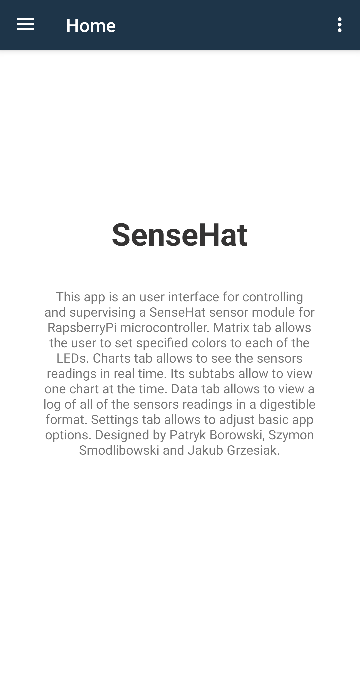 Home
SenseHat
This app is an user interface for controlling
and supervising a SenseHat sensor module for
RapsberryPi microcontroller. Matrix tab allows
the user to set specified colors to each of the
LEDs. Charts tab allows to see the sensors
readings in real time. Its subtabs allow to view
one chart at the time. Data tab allows to view a
log of all of the sensors readings in a digestible
format. Settings tab allows to adjust basic app
options. Designed by Patryk Borowski, Szymon
Smodlibowski and Jakub Grzesiak.